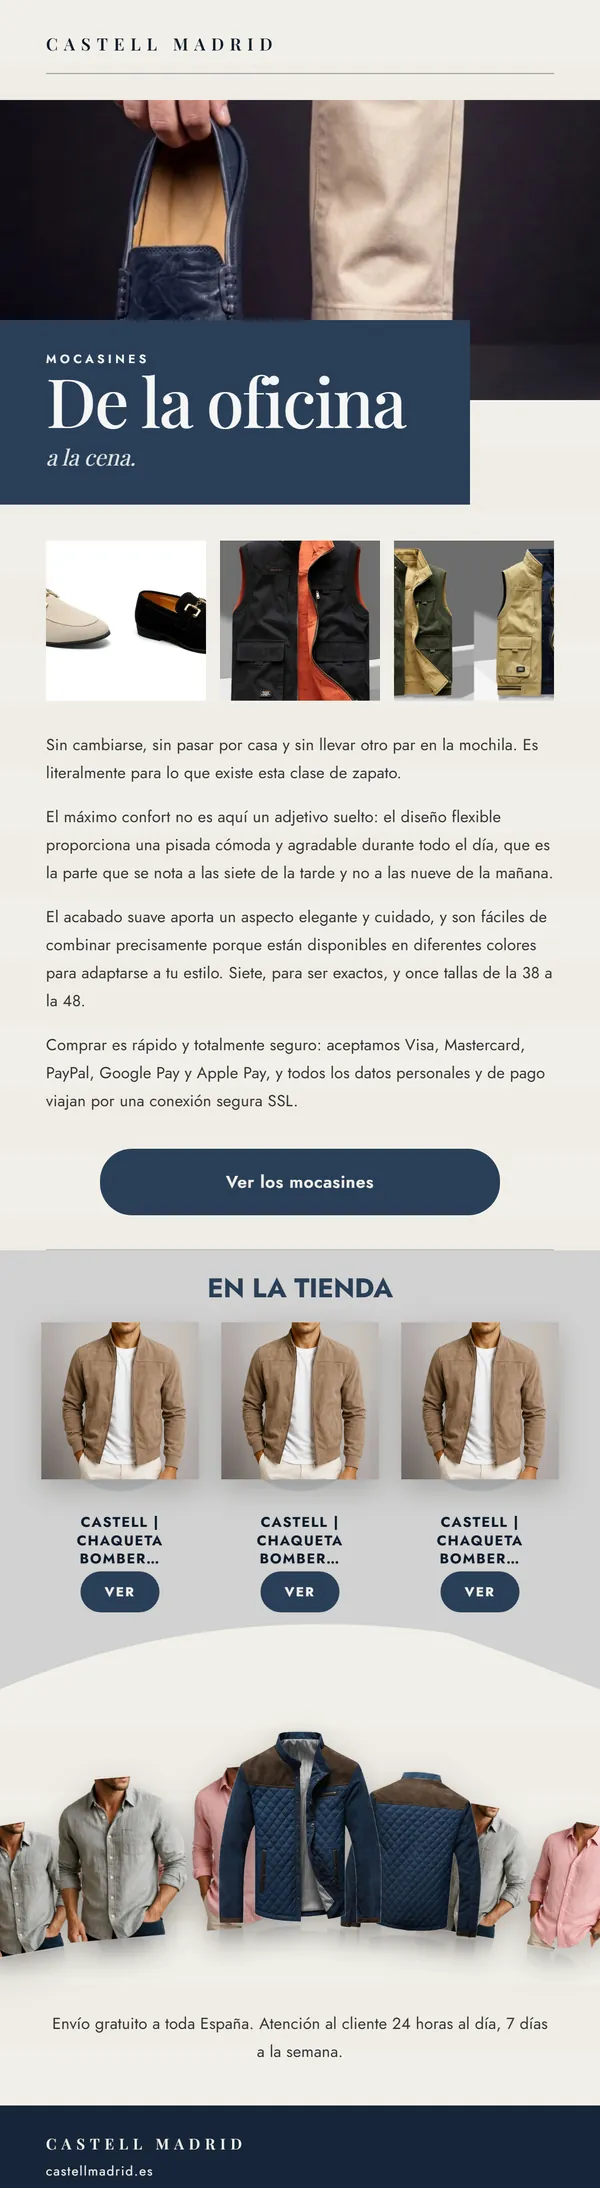 CASTELL MADRID
MOCASINES
De la oficina
a la cena.
Sin cambiarse, sin pasar por casa y sin llevar otro par en la mochila. Es
literalmente para lo que existe esta clase de zapato.
El máximo confort no es aquí un adjetivo suelto: el diseño flexible
proporciona una pisada cómoda y agradable durante todo el día, que es
la parte que se nota a las siete de la tarde y no a las nueve de la mañana.
El acabado suave aporta un aspecto elegante y cuidado, y son fáciles de
combinar precisamente porque están disponibles en diferentes colores
para adaptarse a tu estilo. Siete, para ser exactos, y once tallas de la 38 a
la 48.
Comprar es rápido y totalmente seguro: aceptamos Visa, Mastercard,
PayPal, Google Pay y Apple Pay, y todos los datos personales y de pago
viajan por una conexión segura SSL.
Ver los mocasines
EN LA TIENDA
CASTELL |
CHAQUETA
BOMBER...
VER
CASTELL |
CHAQUETA
BOMBER...
VER
CASTELL |
CHAQUETA
BOMBER...
VER
Envío gratuito a toda España. Atención al cliente 24 horas al día, 7 días
a la semana.
CASTELL MADRID
castellmadrid.es